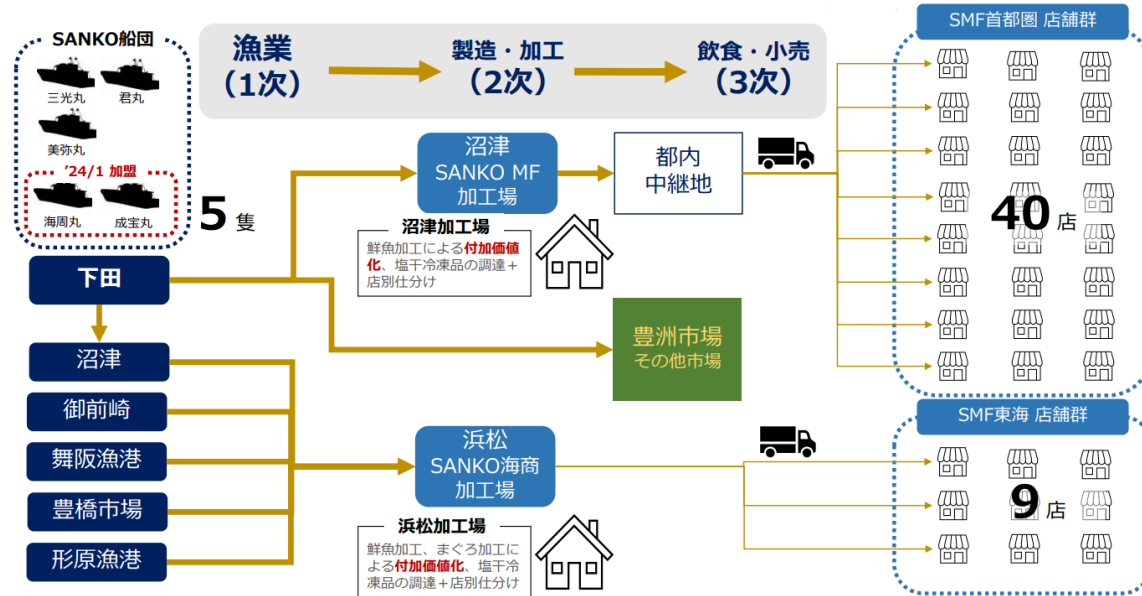 SANKO船団
三光丸
君丸
美弥丸
’24/1 加盟
海周丸
成宝丸
5 隻
漁業
(1次)
製造・加工
(2次)
飲食・小売
(3次)
下田
沼津
御前崎
舞阪漁港
豊橋市場
形原漁港
沼津
SANKO MF
加工場
沼津加工場
鮮魚加工による付加価値
化、塩干冷凍品の調達＋
店別仕分け
都内
中継地
豊洲市場
その他市場
浜松
SANKO海商
加工場
浜松加工場
鮮魚加工、まぐろ加工に
よる付加価値化、塩干冷
凍品の調達＋店別仕分け
SMF首都圏 店舗群
40 店
SMF東海 店舗群
9 店